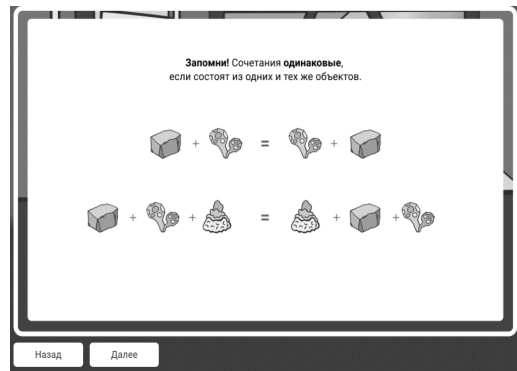 Запомни! Сочетания одинаковые,
если состоят из одних и тех же объектов.
+ = +
+ + = + +
Назад Далее